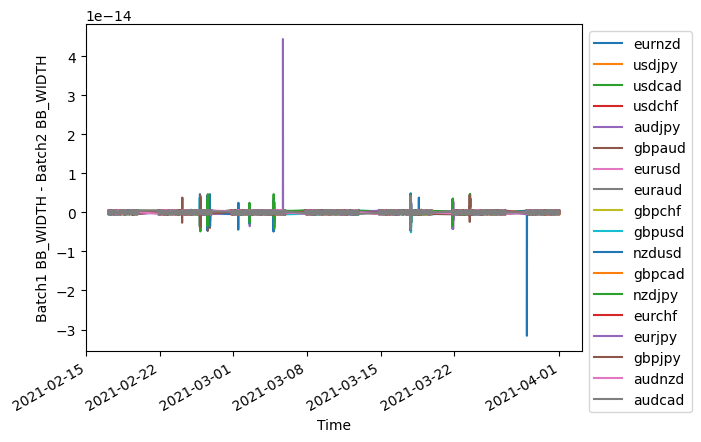 1e−14
4
3
2
1
0
−1
−2
−3
Batch1 BB_WIDTH - Batch2 BB_WIDTH
2021-02-15
2021-02-22
2021-03-01
2021-03-08
2021-03-15
2021-03-22
2021-04-01
Time
eurnzd
usdjpy
usdcad
usdchf
audjpy
gbpaud
eurusd
euraud
gbpchf
gbpusd
nzdusd
gbpcad
nzdjpy
eurchf
eurjpy
gbpjpy
audnzd
audcad